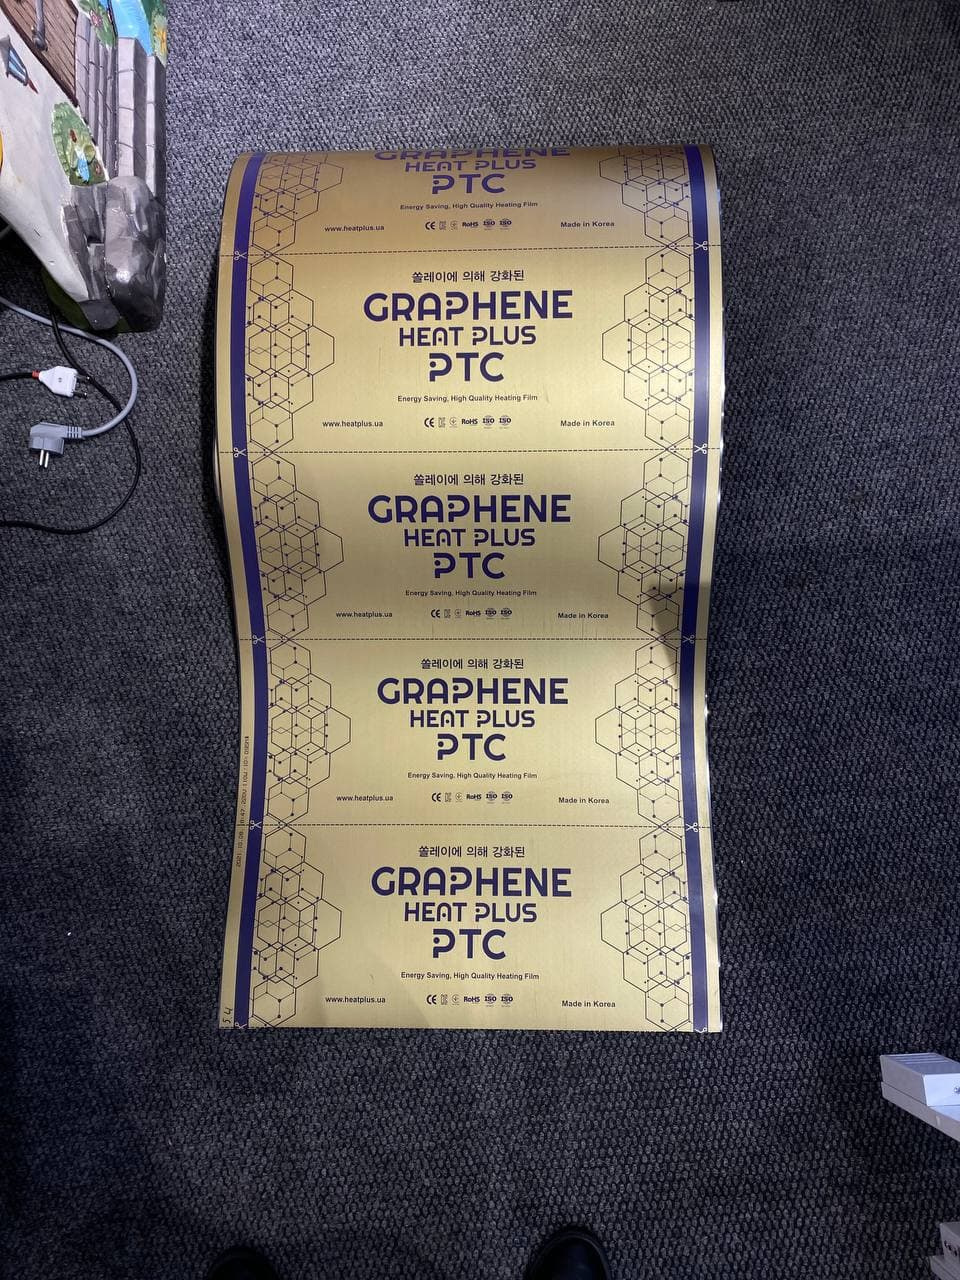 GRAPHENE
HEAT PLUS
PTC
Energy Saving, High Quality Heating Film
www.heatplus.ua CE RoHS ISO ISO Made in Korea
쏠레이에 의해 강화된
GRAPHENE
HEAT PLUS
PTC
Energy Saving, High Quality Heating Film
www.heatplus.ua CE RoHS ISO ISO Made in Korea
쏠레이에 의해 강화된
GRAPHENE
HEAT PLUS
PTC
Energy Saving, High Quality Heating Film
www.heatplus.ua CE RoHS ISO ISO Made in Korea
쏠레이에 의해 강화된
GRAPHENE
HEAT PLUS
PTC
Energy Saving, High Quality Heating Film
www.heatplus.ua CE RoHS ISO ISO Made in Korea
쏠레이에 의해 강화된
GRAPHENE
HEAT PLUS
PTC
Energy Saving, High Quality Heating Film
www.heatplus.ua CE RoHS ISO ISO Made in Korea
5.4